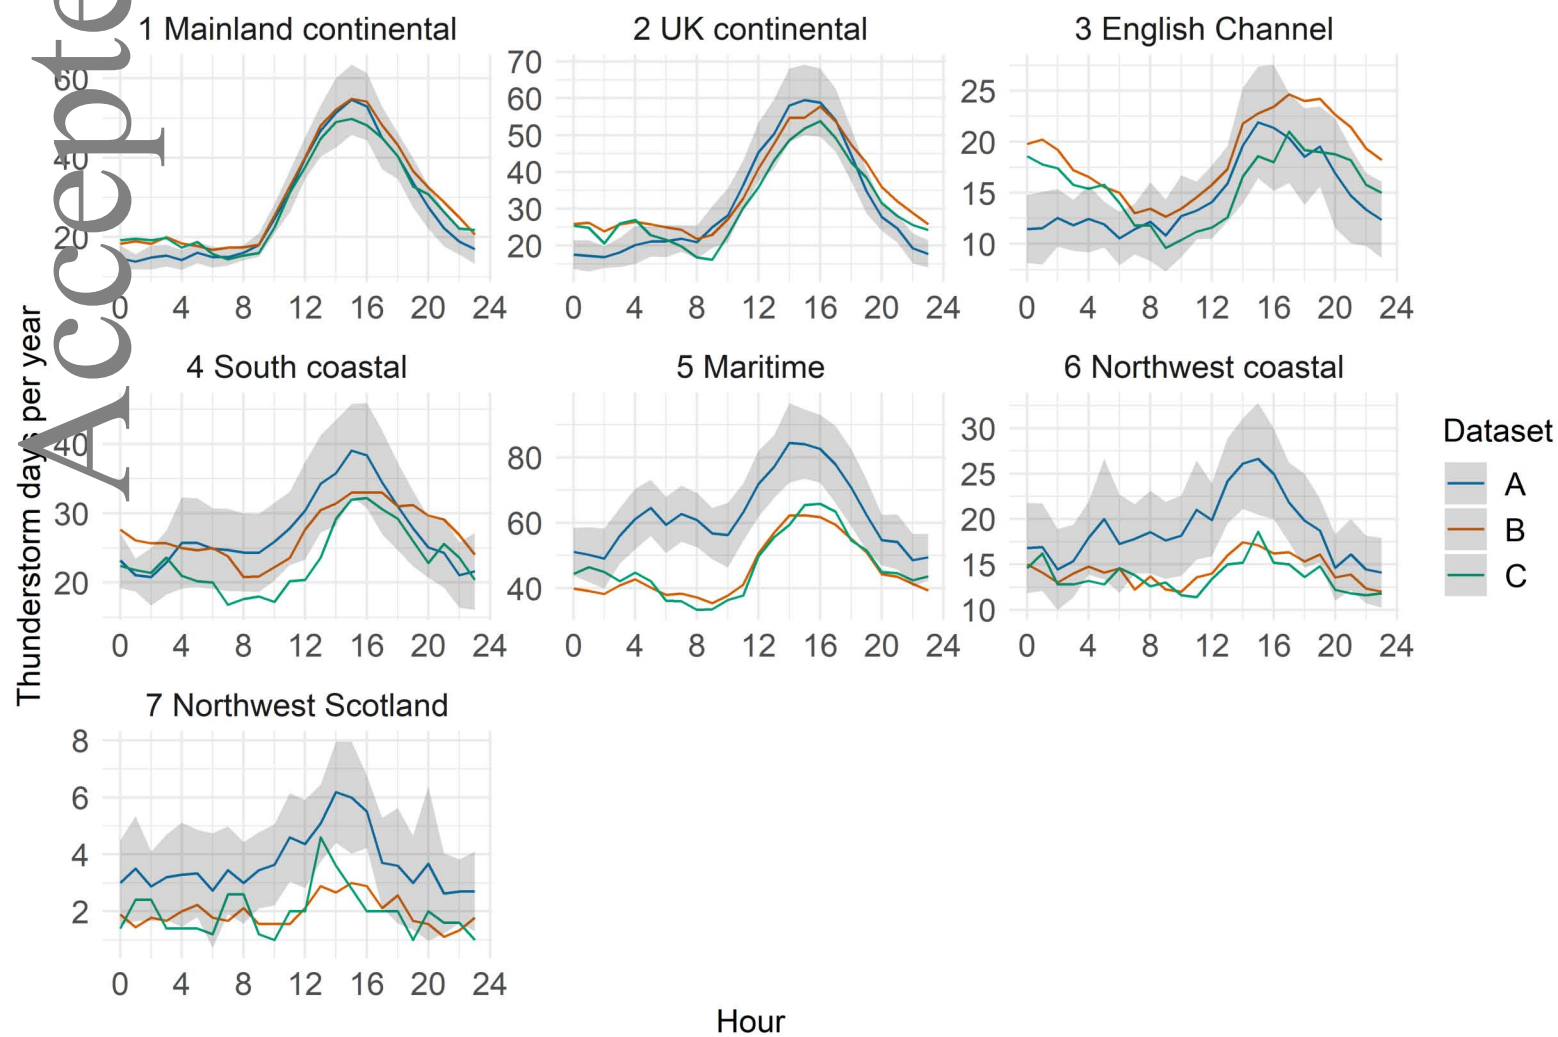 Accepte
1 Mainland continental
2 UK continental
3 English Channel
60
40
20
0 4 8 12 16 20 24
70
60
50
40
30
20
0 4 8 12 16 20 24
25
20
15
10
0 4 8 12 16 20 24
Thunderstorm days per year
4 South coastal
5 Maritime
6 Northwest coastal
40
30
20
0 4 8 12 16 20 24
80
60
40
0 4 8 12 16 20 24
30
25
20
15
10
0 4 8 12 16 20 24
Dataset
A
B
C
7 Northwest Scotland
8
6
4
2
0 4 8 12 16 20 24
Hour